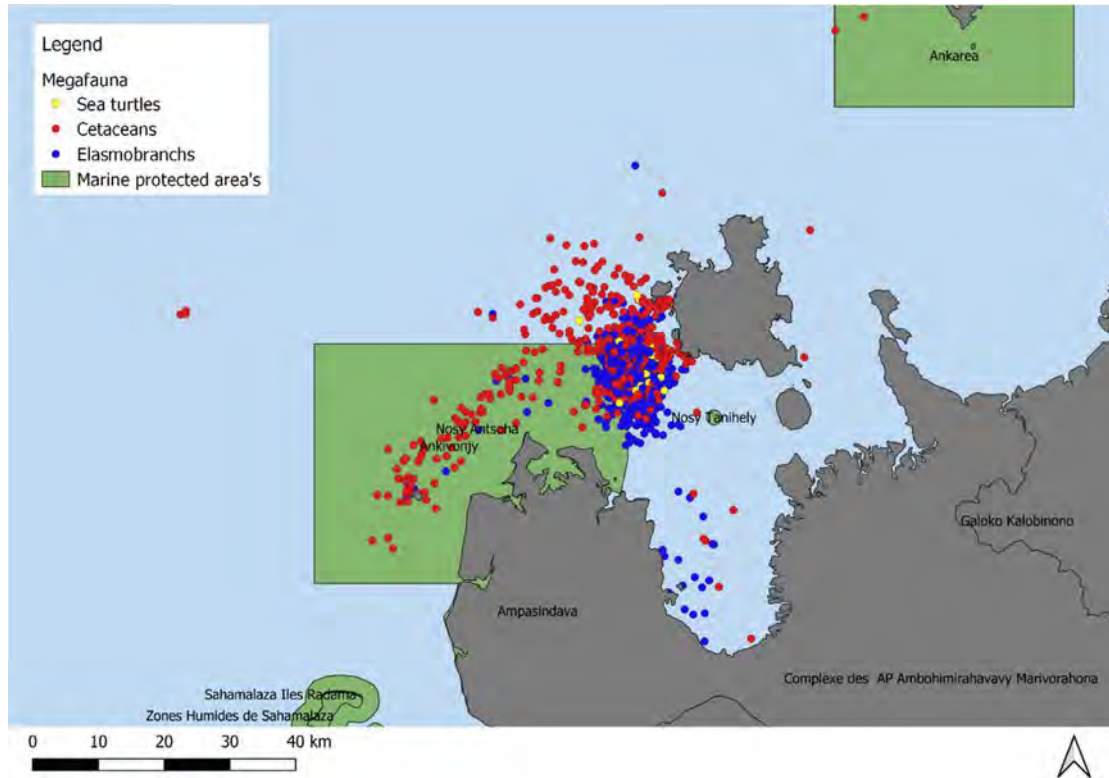 Legend
Megafauna
Sea turtles
Cetaceans
Elasmobranchs
Marine protected area's
Ankarea
Nosy Tanihely
Nosy Antsoha
Ankivonjy
Galoko Kalobinono
Ampasindava
Complexe des AP Ambohimirahavavy Marivorahona
Sahamalaza Iles Radama
Zones Humides de Sahamalaza
0 10 20 30 40 km